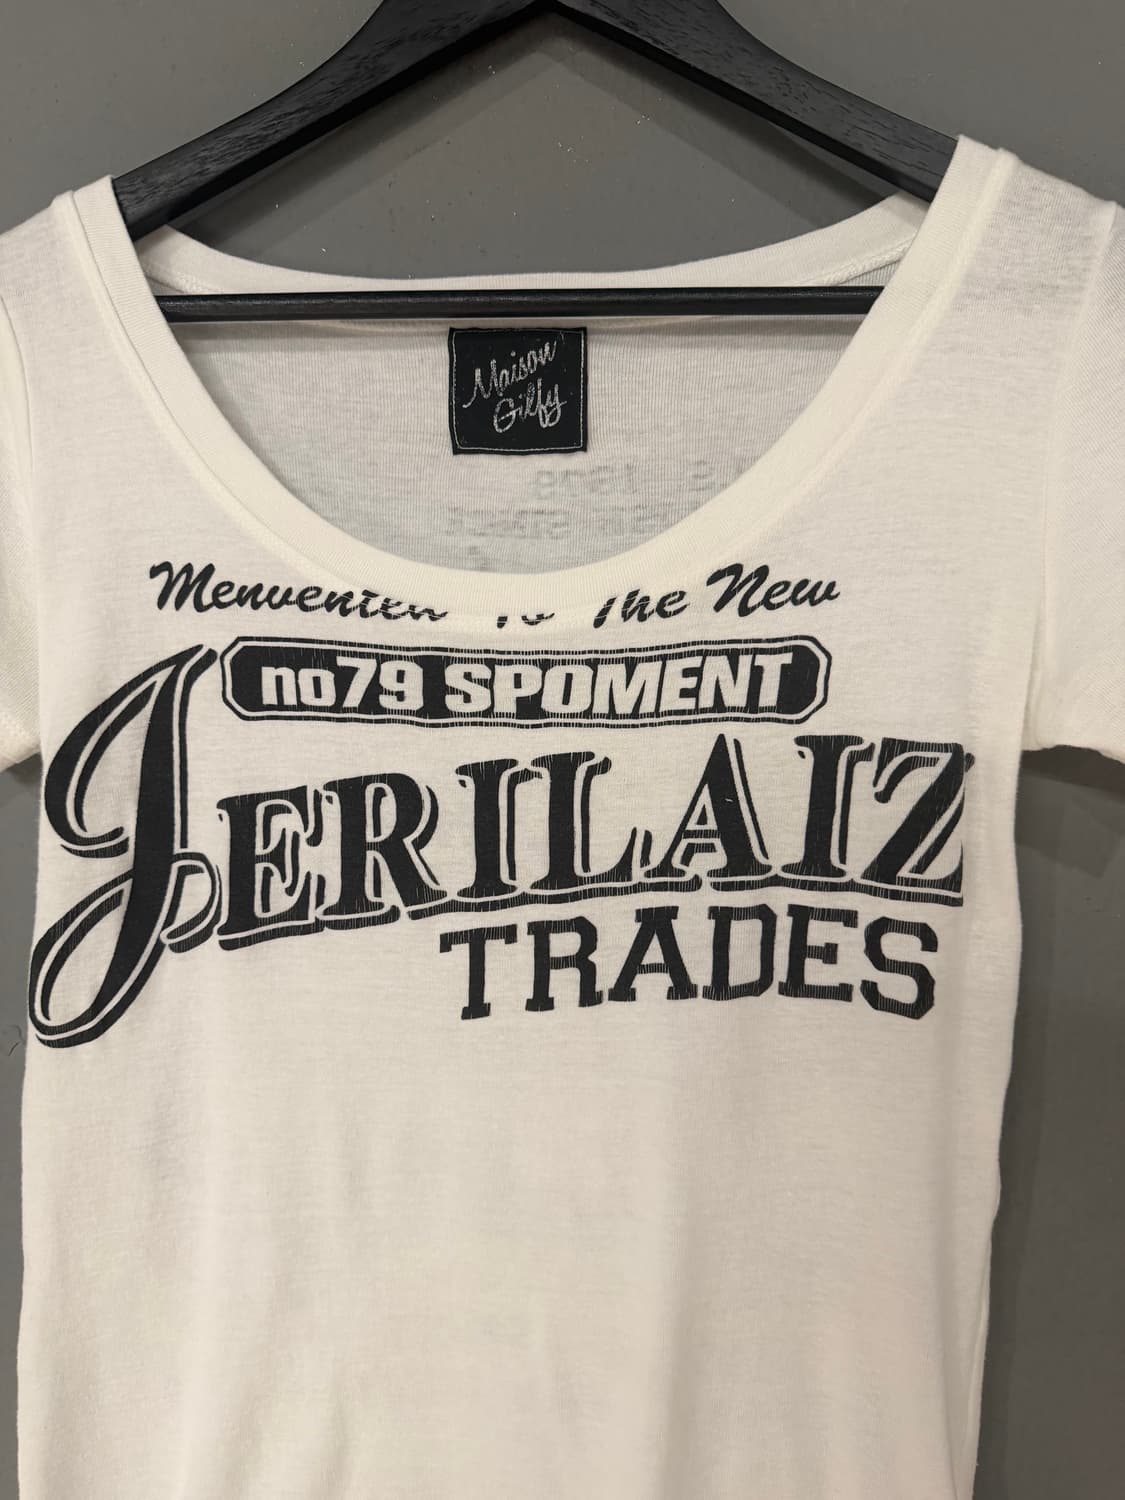 Maison
Gilfy
Menventen To The New
no79 SPOMENT
JERILAIZ
TRADES